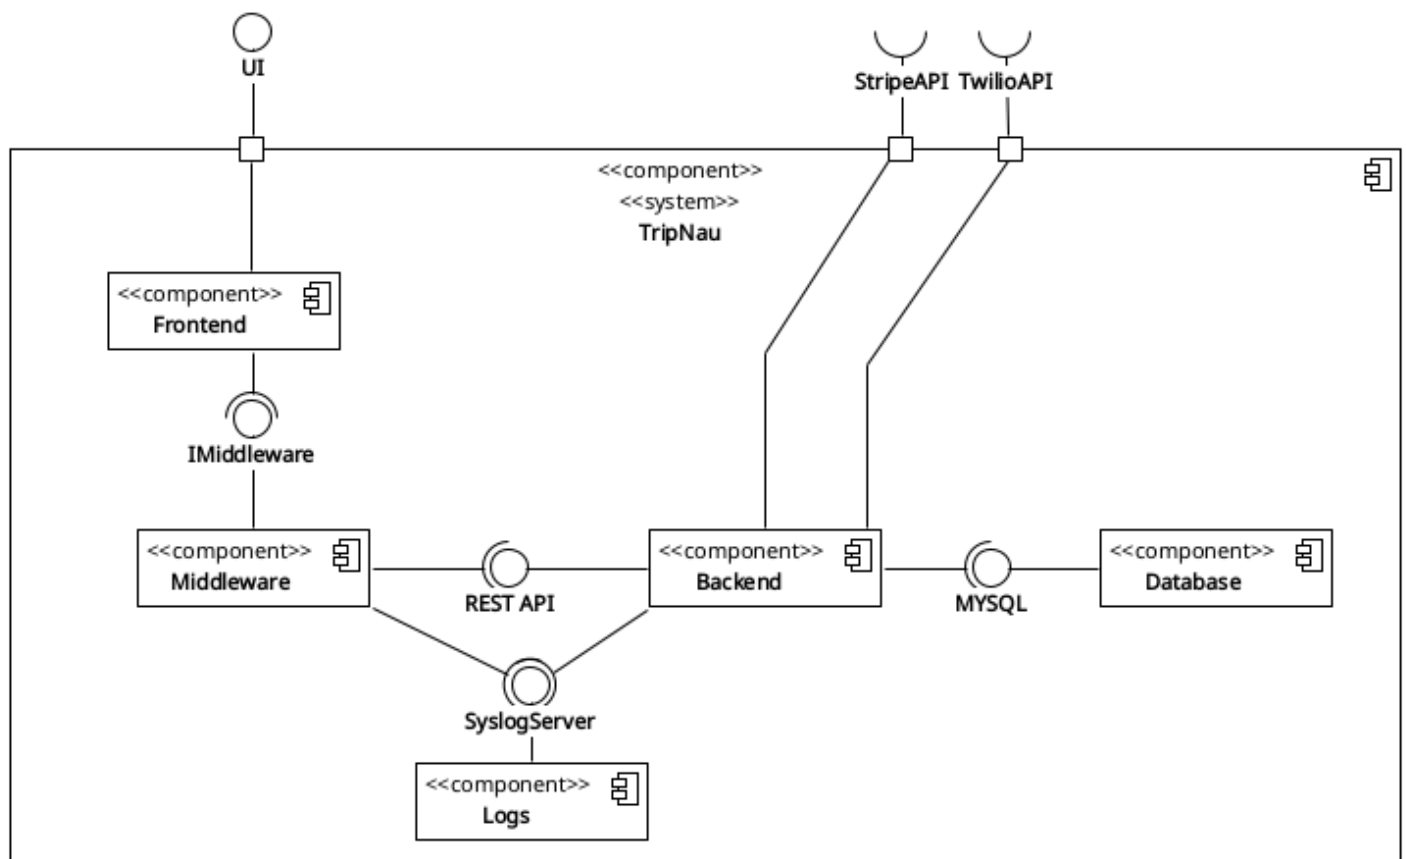 UI
StripeAPI
TwilioAPI
<<component>>
<<system>>
TripNau
<<component>>
Frontend
IMiddleware
<<component>>
Middleware
REST API
<<component>>
Backend
MYSQL
<<component>>
Database
SyslogServer
<<component>>
Logs